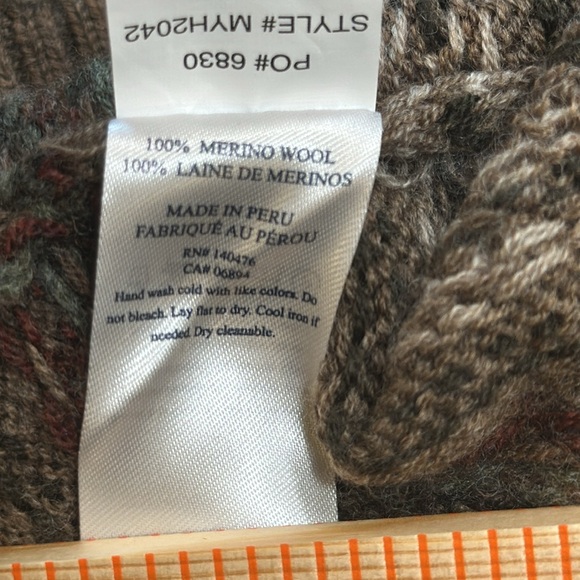 PO# 6830
STYLE# MYH2042
100% MERINO WOOL
100% LAINE DE MERINOS
MADE IN PERU
FABRIQUÉ AU PÉROU
RN# 140476
CA# 06894
Hand wash cold with like colors. Do
not bleach. Lay flat to dry. Cool iron if
needed Dry cleanable.